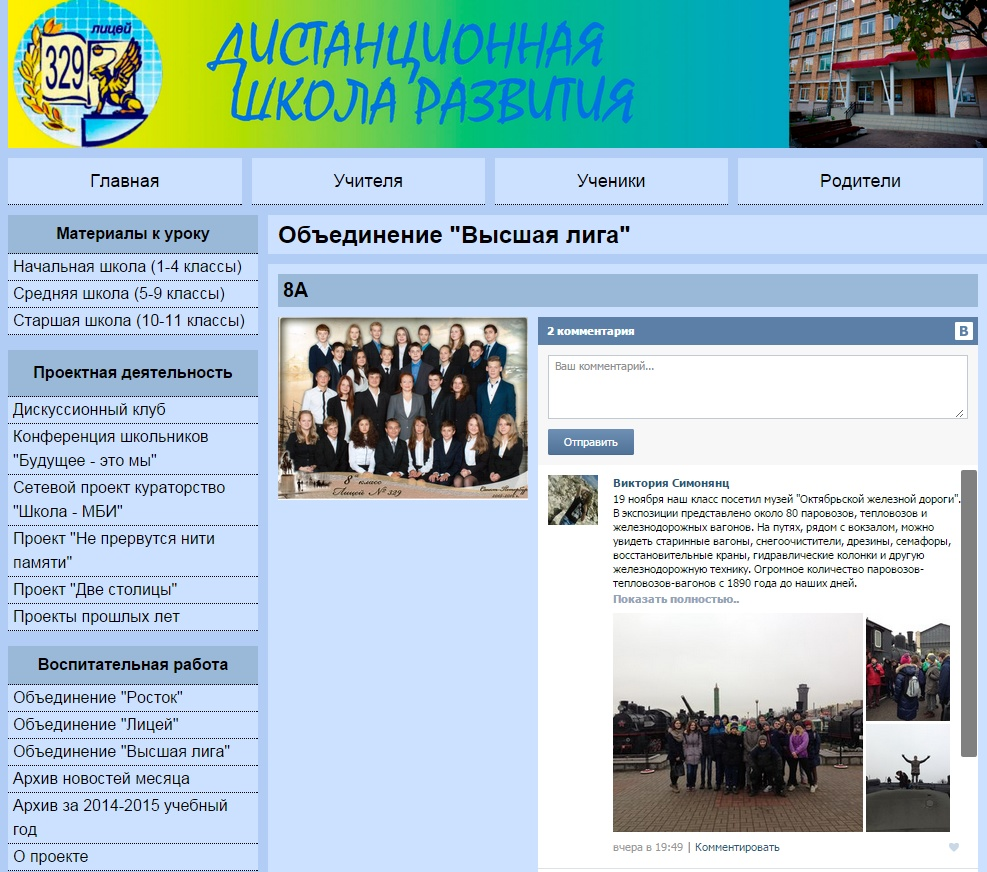 лицей
329
ДИСТАНЦИОННАЯ
ШКОЛА РАЗВИТИЯ
Главная
Учителя
Ученики
Родители
Материалы к уроку
Начальная школа (1-4 классы)
Средняя школа (5-9 классы)
Старшая школа (10-11 классы)
Проектная деятельность
Дискуссионный клуб
Конференция школьников
"Будущее - это мы"
Сетевой проект кураторство
"Школа - МБИ"
Проект "Не прервутся нити
памяти"
Проект "Две столицы"
Проекты прошлых лет
Воспитательная работа
Объединение "Росток"
Объединение "Лицей"
Объединение "Высшая лига"
Архив новостей месяца
Архив за 2014-2015 учебный
год
О проекте
Объединение "Высшая лига"
8А
8 класс
Лицей № 329
Санкт-Петербург
2 комментария
В
Ваш комментарий...
Отправить
Виктория Симонянц
19 ноября наш класс посетил музей "Октябрьской железной дороги".
В экспозиции представлено около 80 паровозов, тепловозов и
железнодорожных вагонов. На путях, рядом с вокзалом, можно
увидеть старинные вагоны, снегоочистители, дрезины, семафоры,
восстановительные краны, гидравлические колонки и другую
железнодорожную технику. Огромное количество паровозов-
тепловозов-вагонов с 1890 года до наших дней.
Показать полностью..
вчера в 19:49 | Комментировать